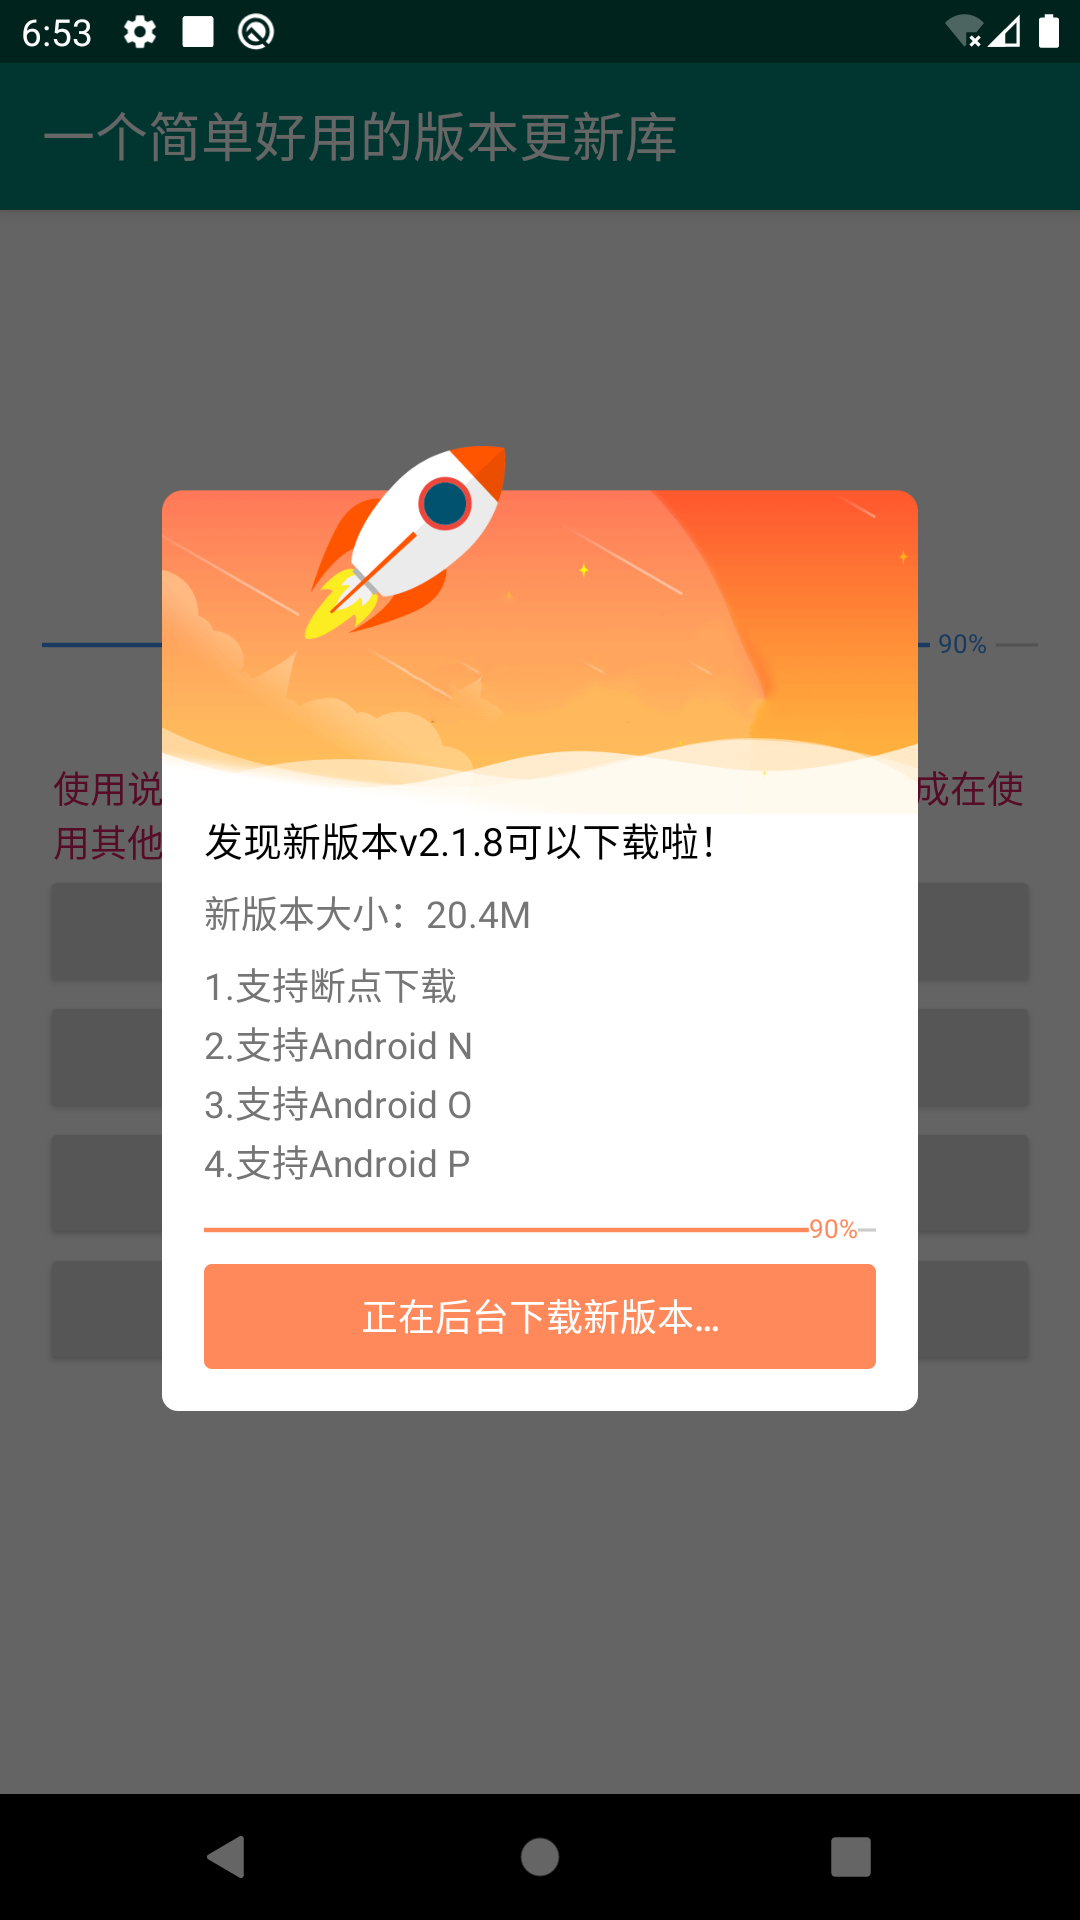 6:53
一个简单好用的版本更新库
90%
使用说
成在使
用其他
发现新版本v2.1.8可以下载啦！
新版本大小：20.4M
1.支持断点下载
2.支持Android N
3.支持Android O
4.支持Android P
90%
正在后台下载新版本...